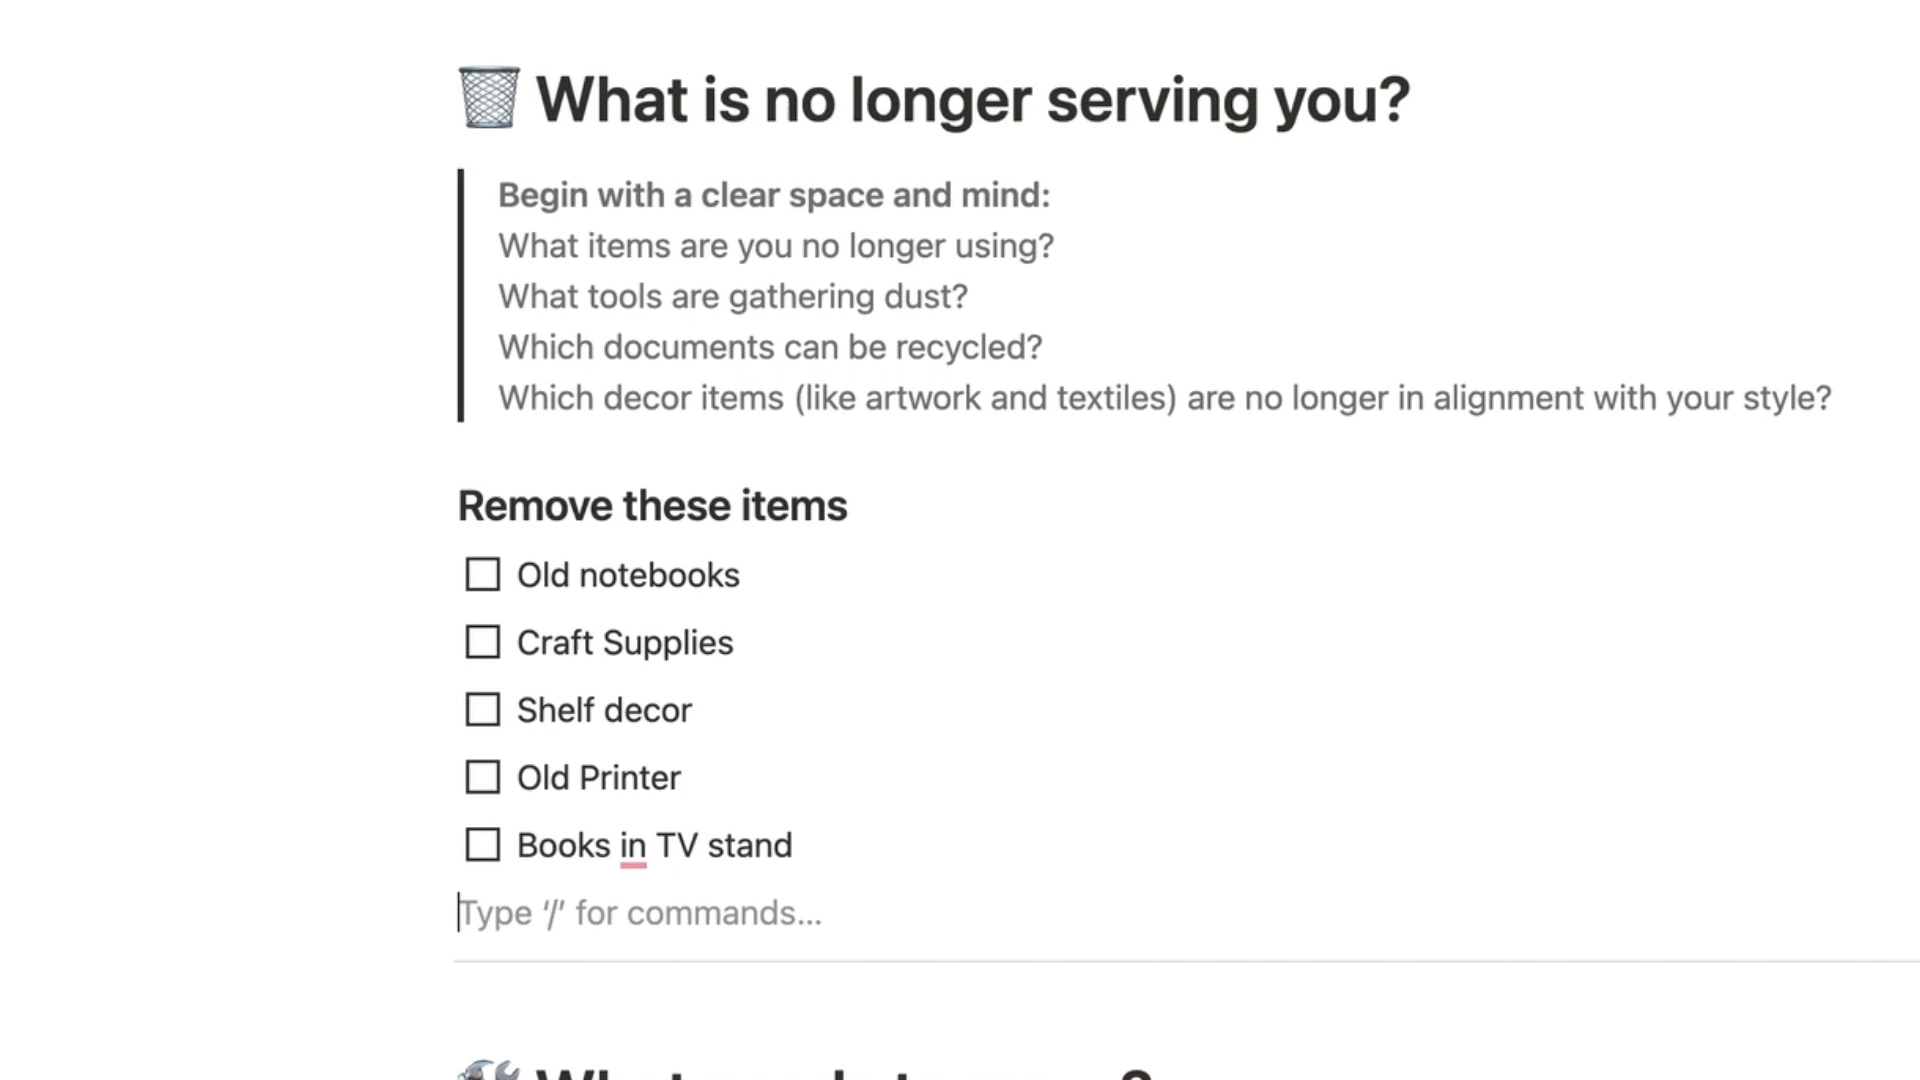 What is no longer serving you?
Begin with a clear space and mind:
What items are you no longer using?
What tools are gathering dust?
Which documents can be recycled?
Which decor items (like artwork and textiles) are no longer in alignment with your style?
Remove these items
Old notebooks
Craft Supplies
Shelf decor
Old Printer
Books in TV stand
Type ‘/’ for commands...
What